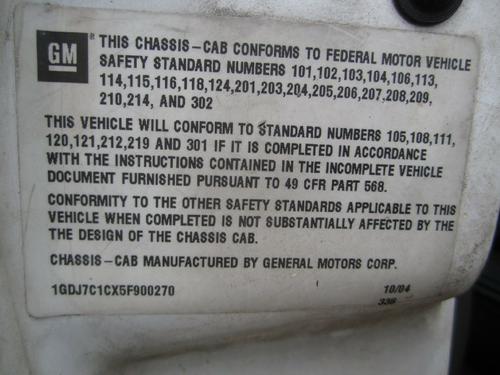 GM ® THIS CHASSIS-CAB CONFORMS TO FEDERAL MOTOR VEHICLE
SAFETY STANDARD NUMBERS 101,102,103,104,106,113,
114,115,116,118,124,201,203,204,205,206,207,208,209,
210,214, AND 302
THIS VEHICLE WILL CONFORM TO STANDARD NUMBERS 105,108,111,
120,121,212,219 AND 301 IF IT IS COMPLETED IN ACCORDANCE
WITH THE INSTRUCTIONS CONTAINED IN THE INCOMPLETE VEHICLE
DOCUMENT FURNISHED PURSUANT TO 49 CFR PART 568.
CONFORMITY TO THE OTHER SAFETY STANDARDS APPLICABLE TO THIS
VEHICLE WHEN COMPLETED IS NOT SUBSTANTIALLY AFFECTED BY THE
THE DESIGN OF THE CHASSIS CAB.
CHASSIS-CAB MANUFACTURED BY GENERAL MOTORS CORP.
1GDJ7C1CX5F900270 10/04
338